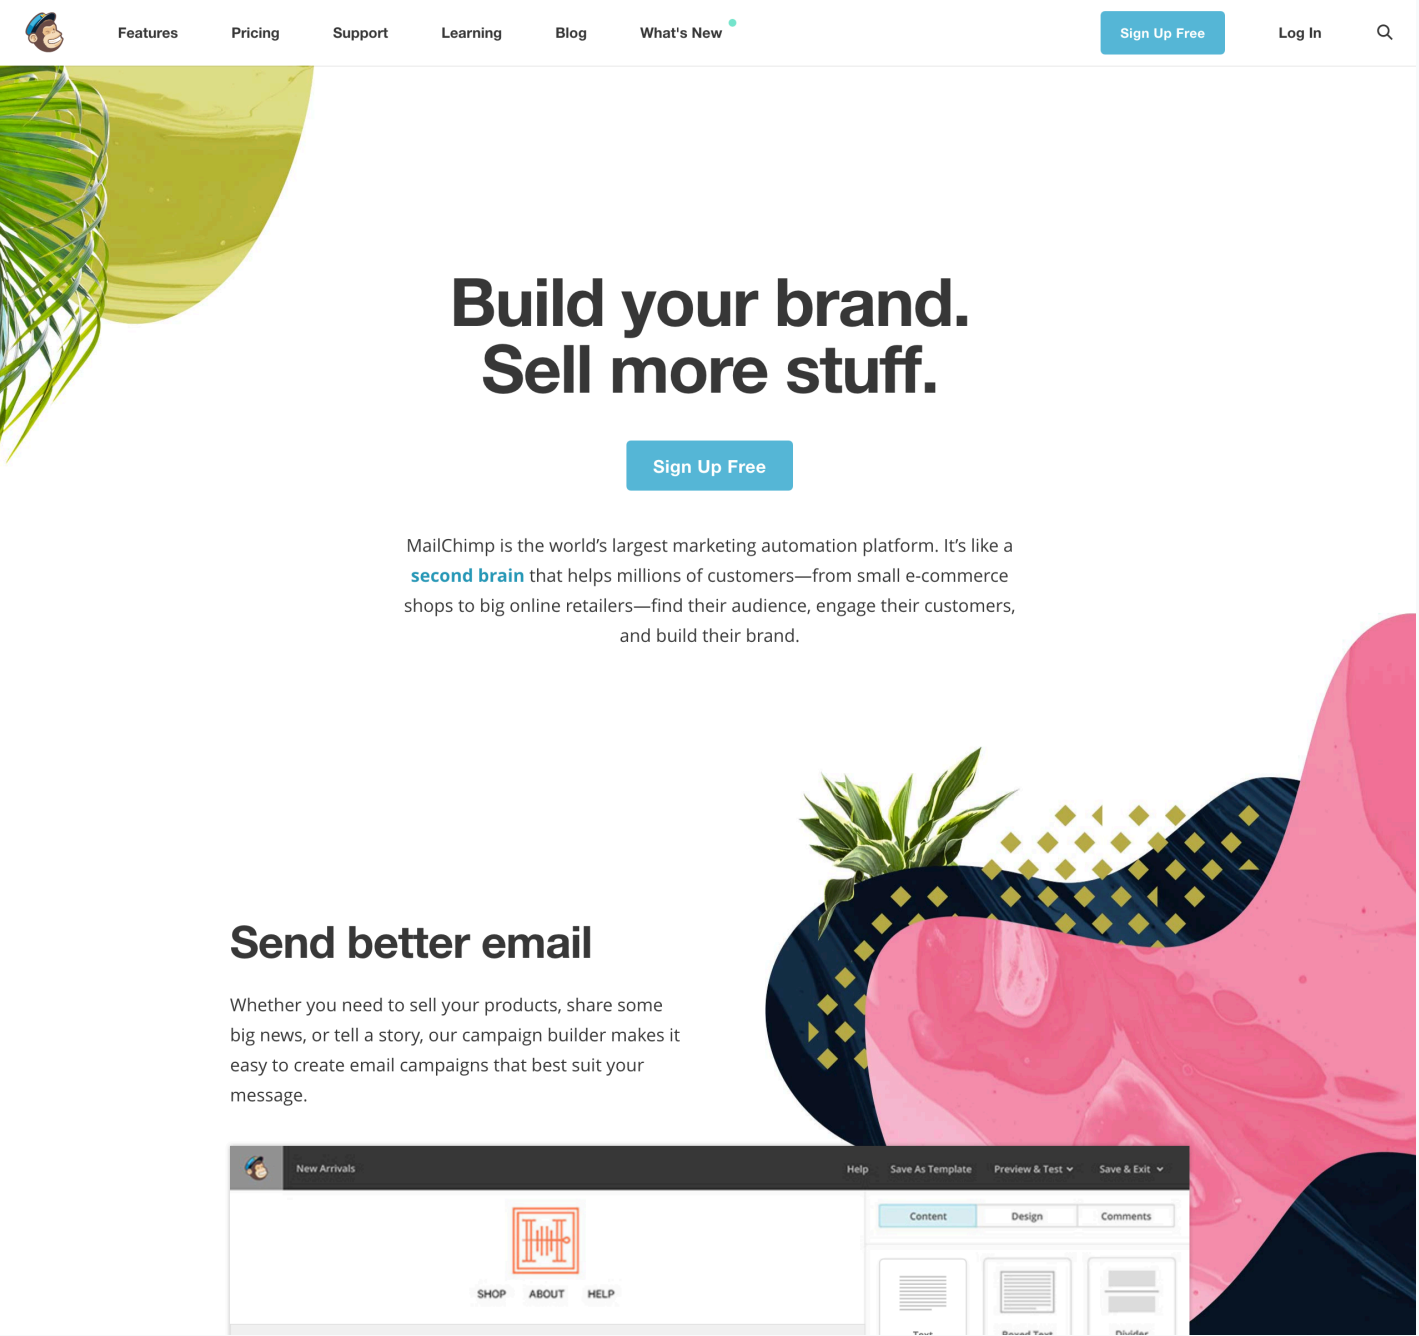 Features Pricing Support Learning Blog What's New Sign Up Free Log In
Build your brand.
Sell more stuff.
Sign Up Free
MailChimp is the world’s largest marketing automation platform. It’s like a
second brain that helps millions of customers—from small e-commerce
shops to big online retailers—find their audience, engage their customers,
and build their brand.
Send better email
Whether you need to sell your products, share some
big news, or tell a story, our campaign builder makes it
easy to create email campaigns that best suit your
message.
New Arrivals Help Save As Template Preview & Test Save & Exit
Content Design Comments
H
SHOP ABOUT HELP
Text Boxed Text Divider